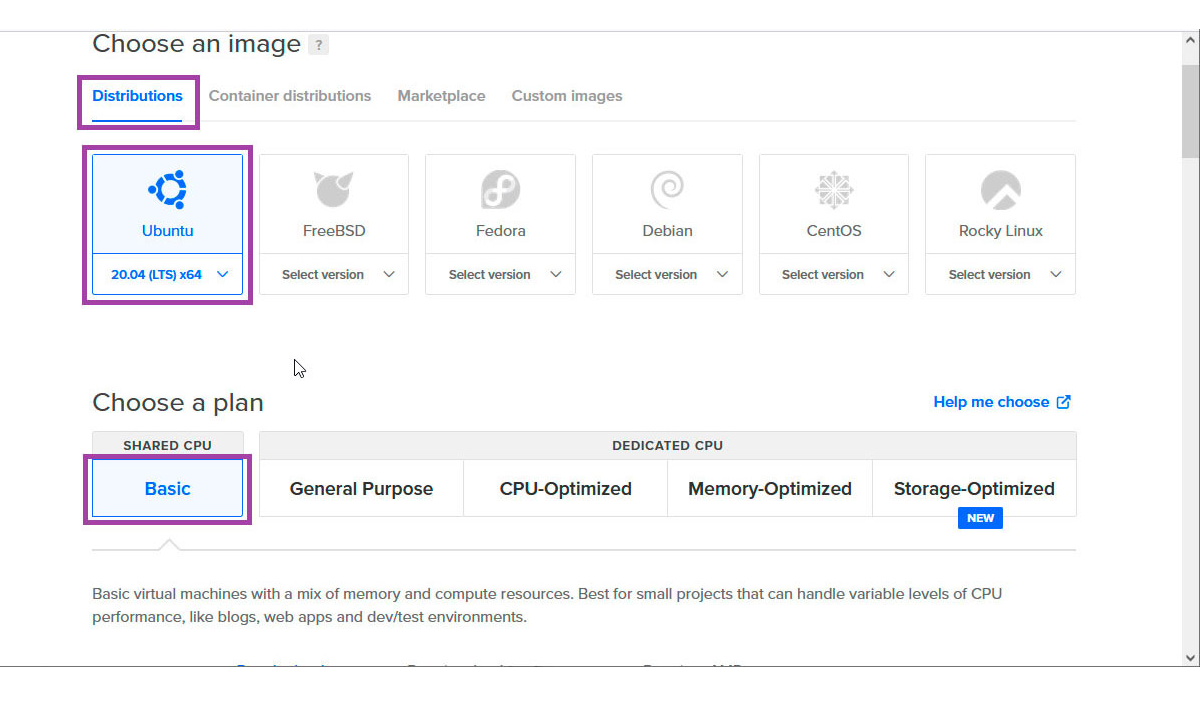 Choose an image ?
Distributions Container distributions Marketplace Custom images
Ubuntu FreeBSD Fedora Debian CentOS Rocky Linux
20.04 (LTS) x64 Select version Select version Select version Select version Select version
Choose a plan Help me choose
SHARED CPU DEDICATED CPU
Basic General Purpose CPU-Optimized Memory-Optimized Storage-Optimized
NEW
Basic virtual machines with a mix of memory and compute resources. Best for small projects that can handle variable levels of CPU
performance, like blogs, web apps and dev/test environments.